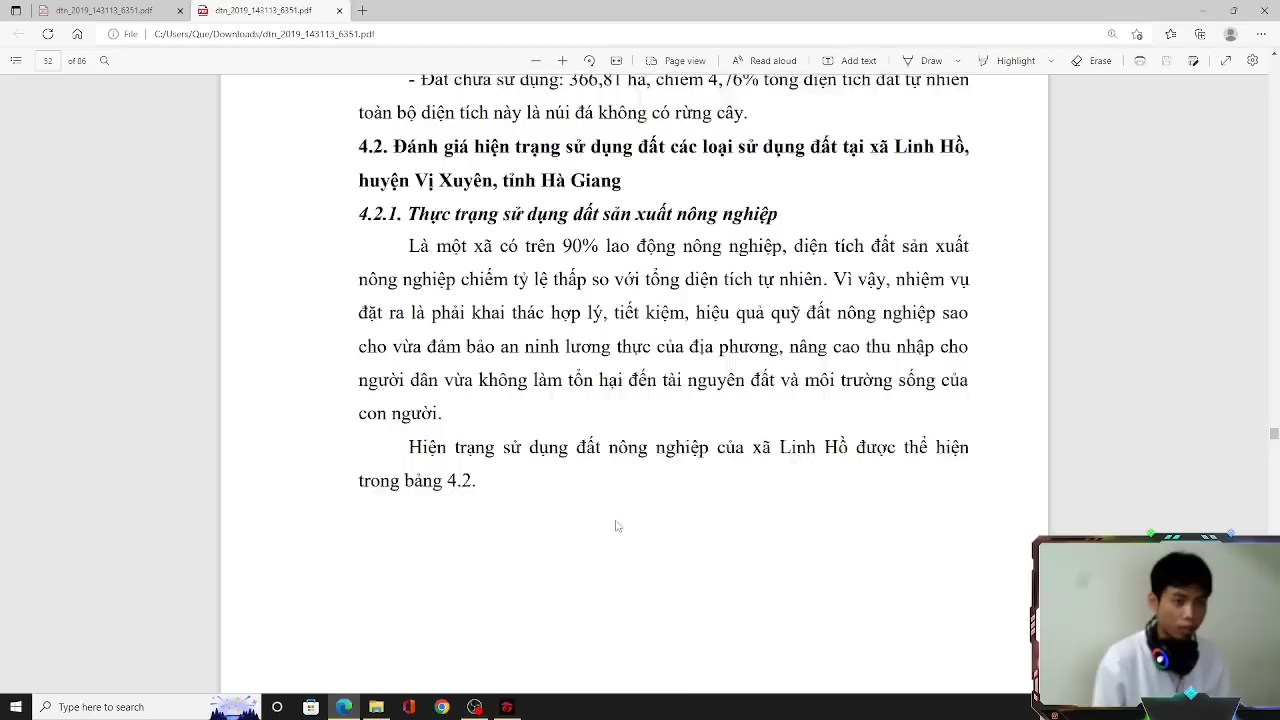 dtn_2019_143113_6351.pdf
dtn_2019_143113_6351.pdf
File C:/Users/Que/Downloads/dtn_2019_143113_6351.pdf
52 of 86 Page view Read aloud Add text Draw Highlight Erase
- Đất chưa sử dụng: 366,81 ha, chiếm 4,76% tổng diện tích đất tự nhiên
toàn bộ diện tích này là núi đá không có rừng cây.
4.2. Đánh giá hiện trạng sử dụng đất các loại sử dụng đất tại xã Linh Hồ,
huyện Vị Xuyên, tỉnh Hà Giang
4.2.1. Thực trạng sử dụng đất sản xuất nông nghiệp
Là một xã có trên 90% lao động nông nghiệp, diện tích đất sản xuất
nông nghiệp chiếm tỷ lệ thấp so với tổng diện tích tự nhiên. Vì vậy, nhiệm vụ
đặt ra là phải khai thác hợp lý, tiết kiệm, hiệu quả quỹ đất nông nghiệp sao
cho vừa đảm bảo an ninh lương thực của địa phương, nâng cao thu nhập cho
người dân vừa không làm tổn hại đến tài nguyên đất và môi trường sống của
con người.
Hiện trạng sử dụng đất nông nghiệp của xã Linh Hồ được thể hiện
trong bảng 4.2.
Type here to search